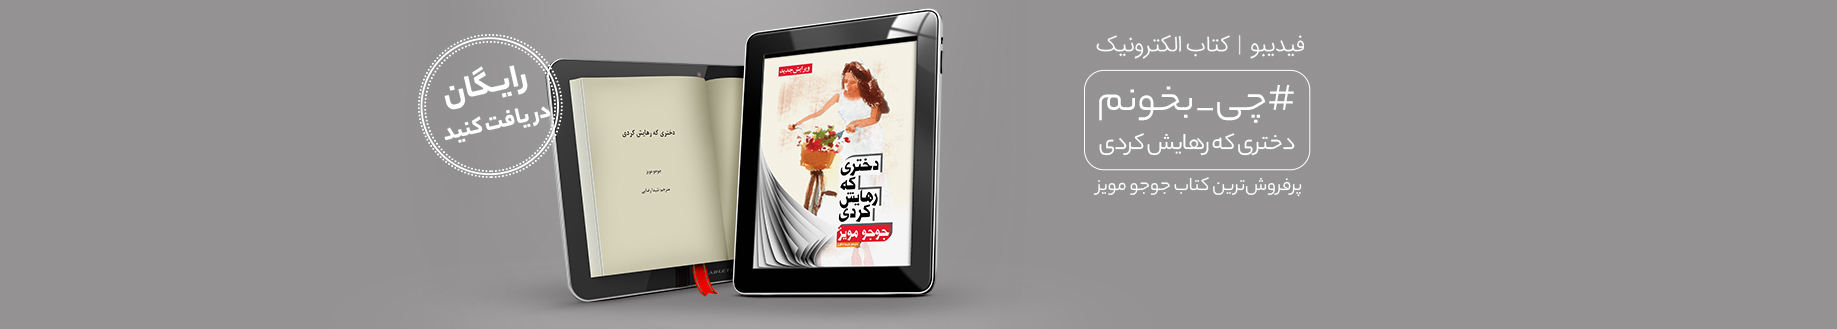 فیدیبو | کتاب الکترونیک
#چی_بخونم
دختری که رهایش کردی
پرفروش‌ترین کتاب جوجو مویز
ویرایش جدید
دختری
که
رهایش
کردی
جوجو مویز
دختری که رهایش کردی
جوجو مویز
رایگان
دریافت کنید